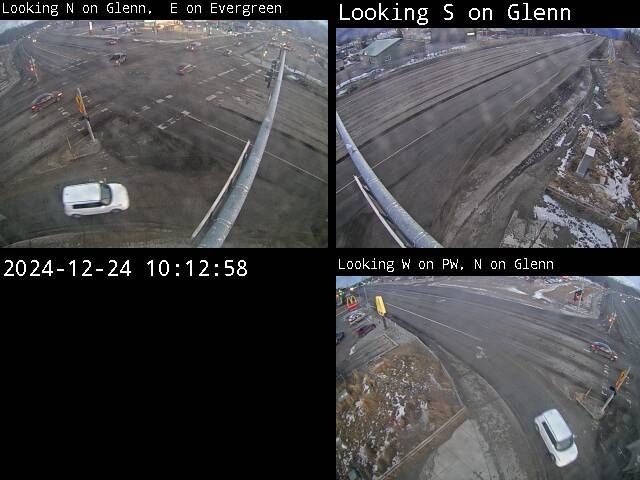 Looking N on Glenn,  E on Evergreen
Looking S on Glenn
2024-12-24 10:12:58
Looking W on PW, N on Glenn